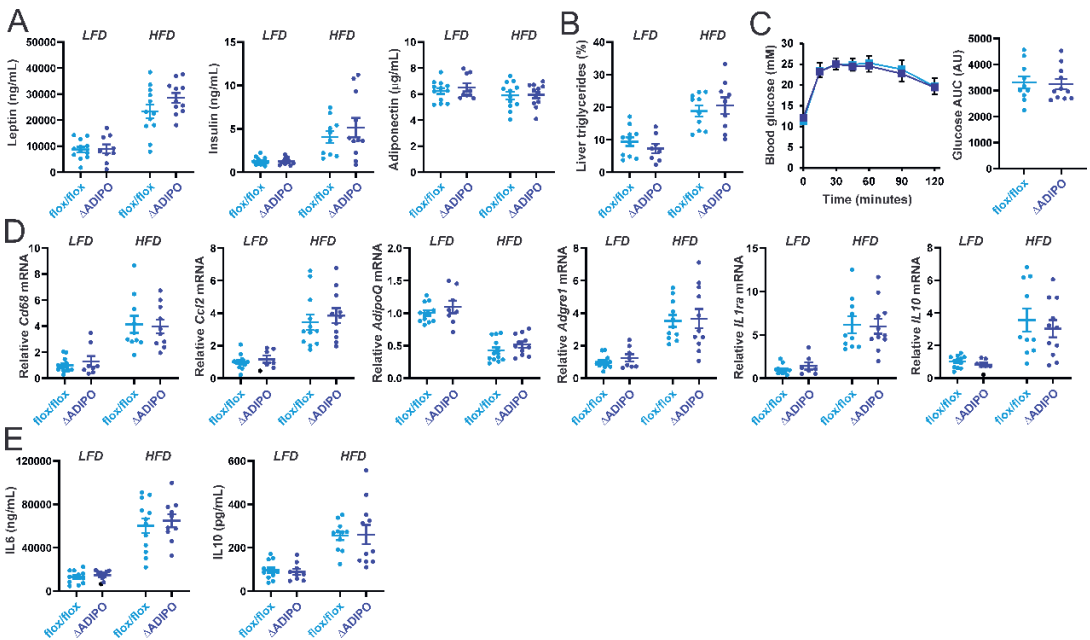 A
LFD HFD
Leptin (ng/mL)
50000
40000
30000
20000
10000
0
flox/flox
ΔADIPO
flox/flox
ΔADIPO
LFD HFD
Insulin (ng/mL)
15
10
5
0
flox/flox
ΔADIPO
flox/flox
ΔADIPO
LFD HFD
Adiponectin (μg/mL)
10
8
6
4
2
0
flox/flox
ΔADIPO
flox/flox
ΔADIPO
B
LFD HFD
Liver triglycerides (%)
40
30
20
10
0
flox/flox
ΔADIPO
flox/flox
ΔADIPO
C
Blood glucose (mM)
30
25
20
15
10
5
0
0 30 60 90 120
Time (minutes)
Glucose AUC (AU)
5000
4000
3000
2000
1000
0
flox/flox
ΔADIPO
D
LFD HFD
Relative Cd68 mRNA
10
8
6
4
2
0
flox/flox
ΔADIPO
flox/flox
ΔADIPO
LFD HFD
Relative Ccl2 mRNA
8
6
4
2
0
flox/flox
ΔADIPO
flox/flox
ΔADIPO
LFD HFD
Relative AdipoQ mRNA
2.0
1.5
1.0
0.5
0.0
flox/flox
ΔADIPO
flox/flox
ΔADIPO
LFD HFD
Relative Adgre1 mRNA
8
6
4
2
0
flox/flox
ΔADIPO
flox/flox
ΔADIPO
LFD HFD
Relative IL1ra mRNA
15
10
5
0
flox/flox
ΔADIPO
flox/flox
ΔADIPO
LFD HFD
Relative IL10 mRNA
8
6
4
2
0
flox/flox
ΔADIPO
flox/flox
ΔADIPO
E
LFD HFD
IL6 (ng/mL)
120000
80000
40000
0
flox/flox
ΔADIPO
flox/flox
ΔADIPO
LFD HFD
IL10 (pg/mL)
600
400
200
0
flox/flox
ΔADIPO
flox/flox
ΔADIPO